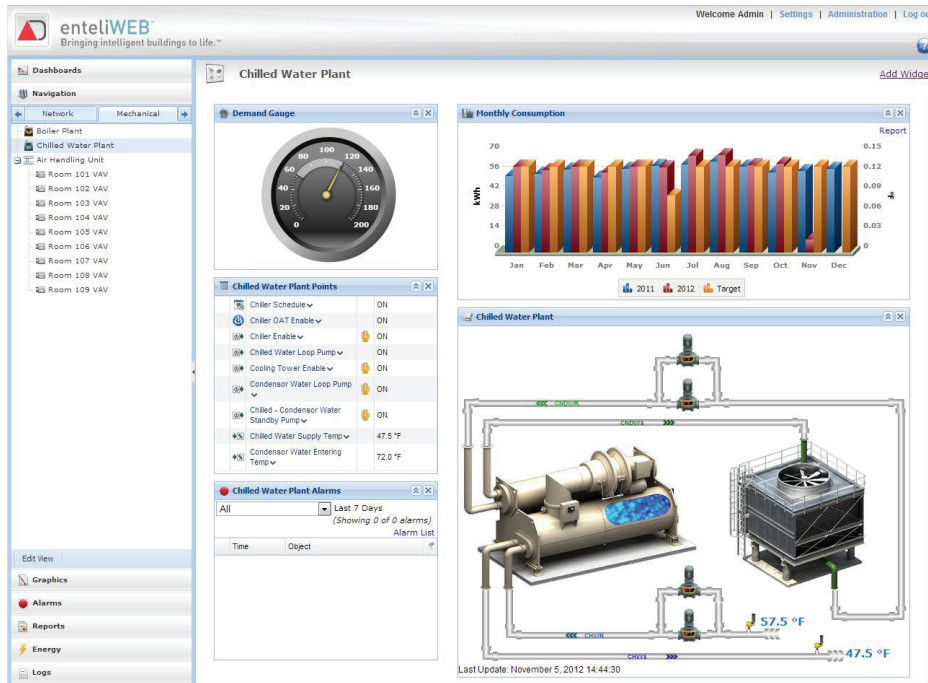 enteliWEB™
Bringing intelligent buildings to life.™
Welcome Admin | Settings | Administration | Log ou
Dashboards
Navigation
Network Mechanical
Boiler Plant
Chilled Water Plant
Air Handling Unit
Room 101 VAV
Room 102 VAV
Room 103 VAV
Room 104 VAV
Room 105 VAV
Room 106 VAV
Room 107 VAV
Room 108 VAV
Room 109 VAV
Edit View
Graphics
Alarms
Reports
Energy
Logs
Chilled Water Plant
Add Widge
Demand Gauge
0 20 40 60 80 100 120 140 160 180 200
Chilled Water Plant Points
Chiller Schedule ON
Chiller OAT Enable ON
Chiller Enable ON
Chilled Water Loop Pump ON
Cooling Tower Enable ON
Condensor Water Loop Pump ON
Chilled - Condensor Water
Standby Pump ON
Chilled Water Supply Temp 47.5 °F
Condensor Water Entering
Temp 72.0 °F
Chilled Water Plant Alarms
All Last 7 Days
(Showing 0 of 0 alarms)
Alarm List
Time Object
Monthly Consumption
Report
70 0.15
56 0.12
42 0.09
28 0.06
14 0.03
0 0
kWh
Jan Feb Mar Apr May Jun Jul Aug Sep Oct Nov Dec
2011 2012 Target
Chilled Water Plant
CNDWR
CNDWS
57.5 °F
CHWR
47.5 °F
CHWS
Last Update: November 5, 2012 14:44:30